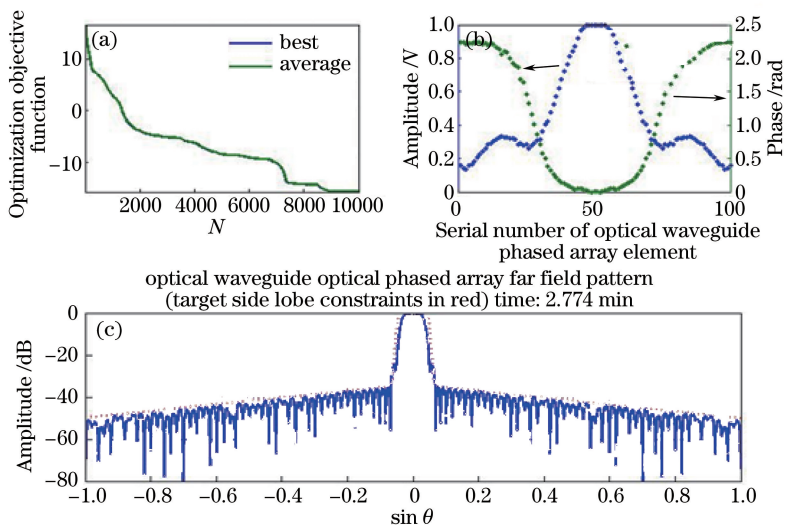 (a)
best
average
10
0
−10
2000 4000 6000 8000 10000
N
Optimization objective
function
(b)
1.0
0.8
0.6
0.4
0.2
0
Amplitude /V
2.5
2.0
1.5
1.0
0.5
0
Phase /rad
0 50 100
Serial number of optical waveguide
phased array element
optical waveguide optical phased array far field pattern
(target side lobe constraints in red) time: 2.774 min
(c)
0
−20
−40
−60
−80
Amplitude /dB
−1.0 −0.8 −0.6 −0.4 −0.2 0 0.2 0.4 0.6 0.8 1.0
sin θ